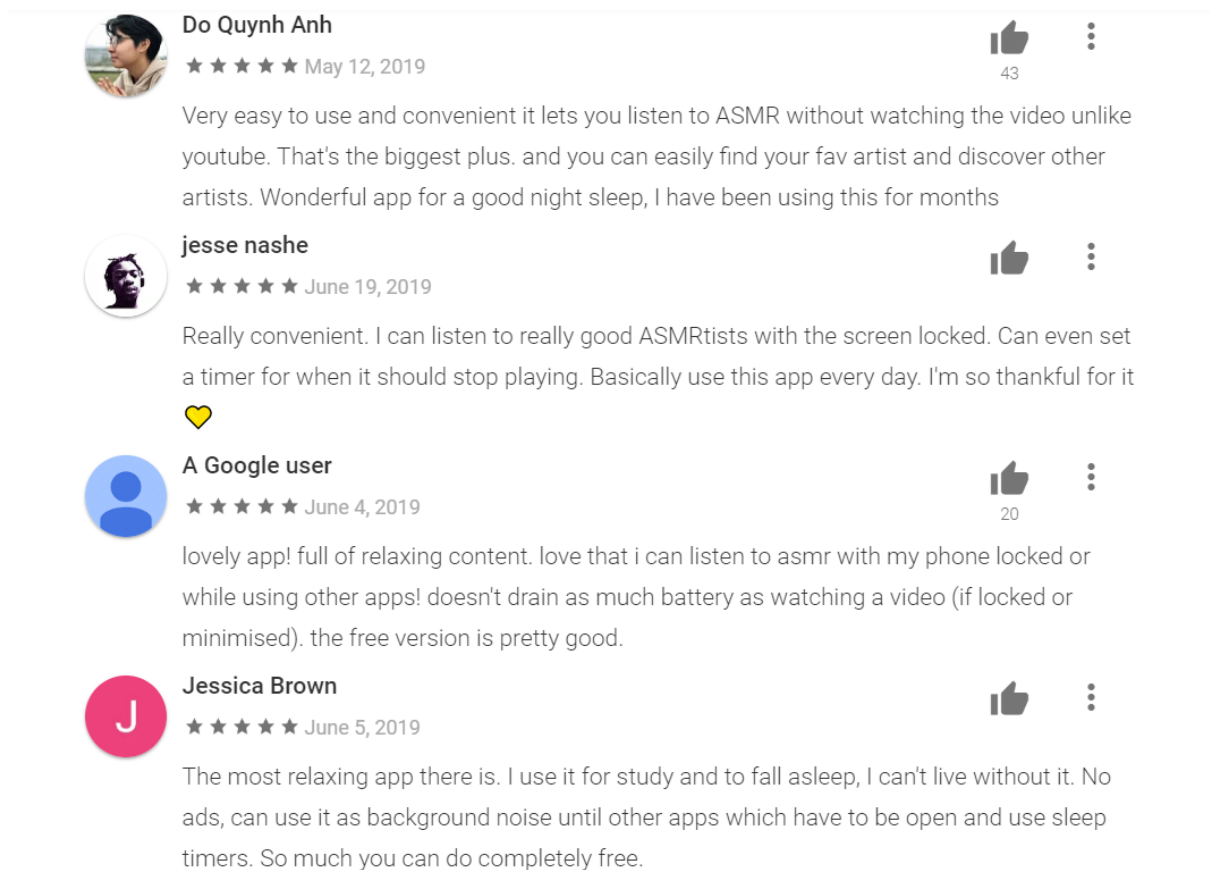 Do Quynh Anh
★★★★★ May 12, 2019
43
Very easy to use and convenient it lets you listen to ASMR without watching the video unlike
youtube. That's the biggest plus. and you can easily find your fav artist and discover other
artists. Wonderful app for a good night sleep, I have been using this for months
jesse nashe
★★★★★ June 19, 2019
Really convenient. I can listen to really good ASMRtists with the screen locked. Can even set
a timer for when it should stop playing. Basically use this app every day. I'm so thankful for it
💛
A Google user
★★★★★ June 4, 2019
20
lovely app! full of relaxing content. love that i can listen to asmr with my phone locked or
while using other apps! doesn't drain as much battery as watching a video (if locked or
minimised). the free version is pretty good.
J
Jessica Brown
★★★★★ June 5, 2019
The most relaxing app there is. I use it for study and to fall asleep, I can't live without it. No
ads, can use it as background noise until other apps which have to be open and use sleep
timers. So much you can do completely free.